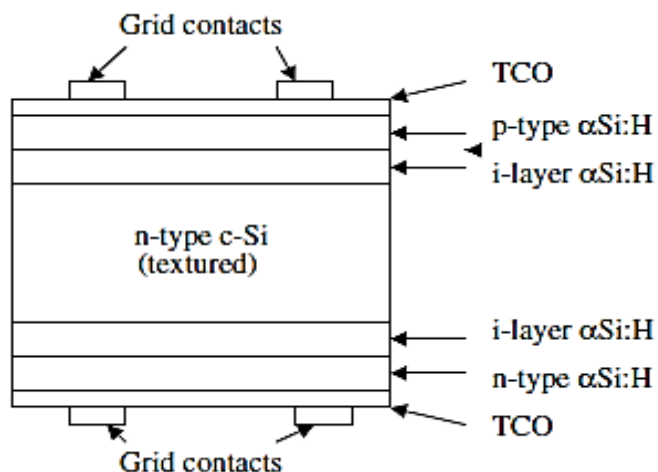 Grid contacts
TCO
p-type αSi:H
i-layer αSi:H
n-type c-Si
(textured)
i-layer αSi:H
n-type αSi:H
TCO
Grid contacts